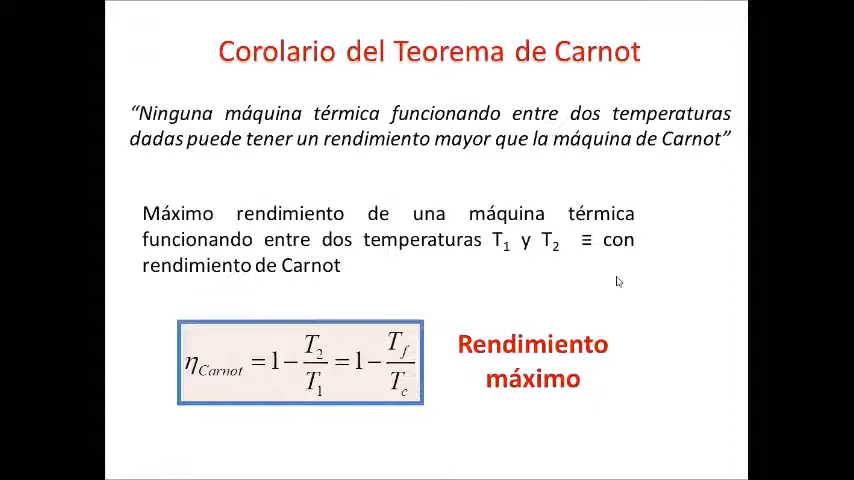 Corolario del Teorema de Carnot
“Ninguna máquina térmica funcionando entre dos temperaturas
dadas puede tener un rendimiento mayor que la máquina de Carnot”
Máximo rendimiento de una máquina térmica
funcionando entre dos temperaturas T₁ y T₂ ≡ con
rendimiento de Carnot
η_Carnot = 1 − T₂/T₁ = 1 − T_f/T_c
Rendimiento
máximo